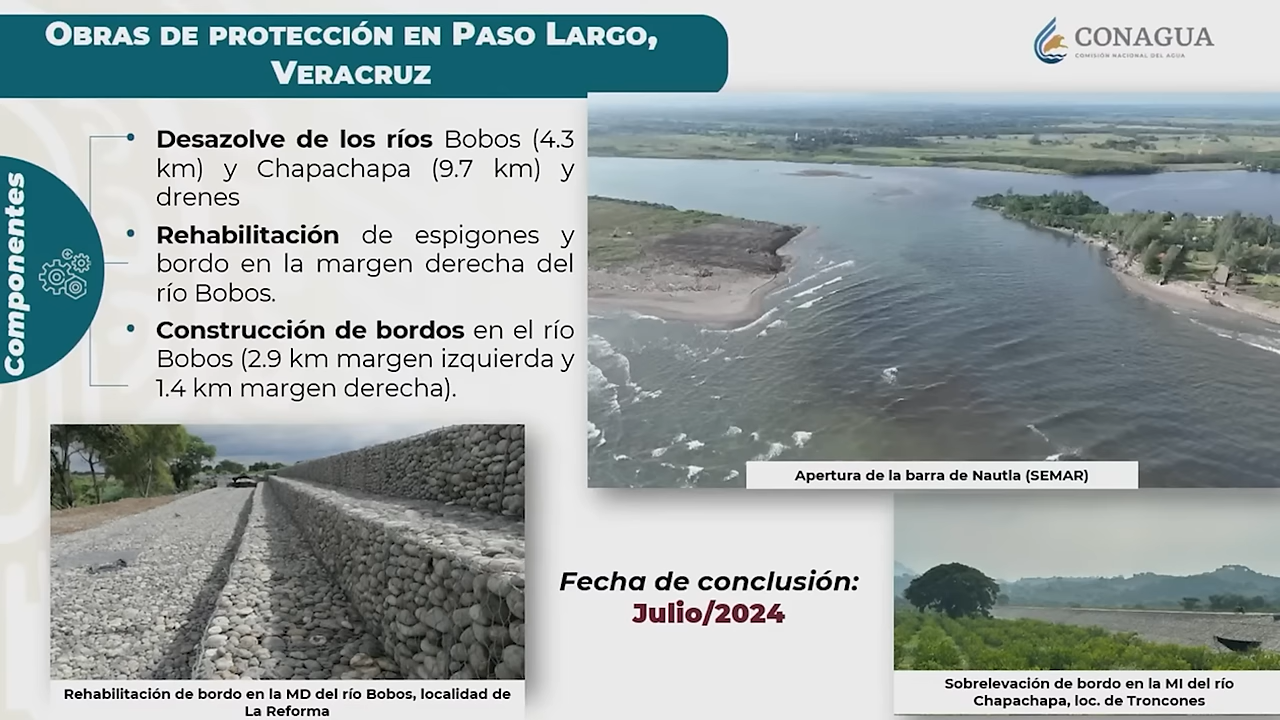 OBRAS DE PROTECCIÓN EN PASO LARGO,
VERACRUZ
CONAGUA
COMISIÓN NACIONAL DEL AGUA
Componentes
Desazolve de los ríos Bobos (4.3
km) y Chapachapa (9.7 km) y
drenes
Rehabilitación de espigones y
bordo en la margen derecha del
río Bobos.
Construcción de bordos en el río
Bobos (2.9 km margen izquierda y
1.4 km margen derecha).
Apertura de la barra de Nautla (SEMAR)
Fecha de conclusión:
Julio/2024
Rehabilitación de bordo en la MD del río Bobos, localidad de
La Reforma
Sobrelevación de bordo en la MI del río
Chapachapa, loc. de Troncones